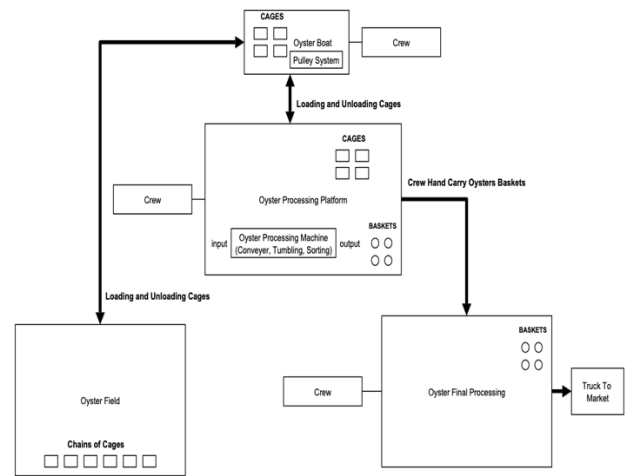 CAGES
Oyster Boat
Pulley System
Crew
Loading and Unloading Cages
CAGES
Crew Hand Carry Oysters Baskets
Crew
Oyster Processing Platform
BASKETS
input
Oyster Processing Machine
(Conveyer, Tumbling, Sorting)
output
Loading and Unloading Cages
BASKETS
Oyster Field
Crew
Oyster Final Processing
Truck To
Market
Chains of Cages